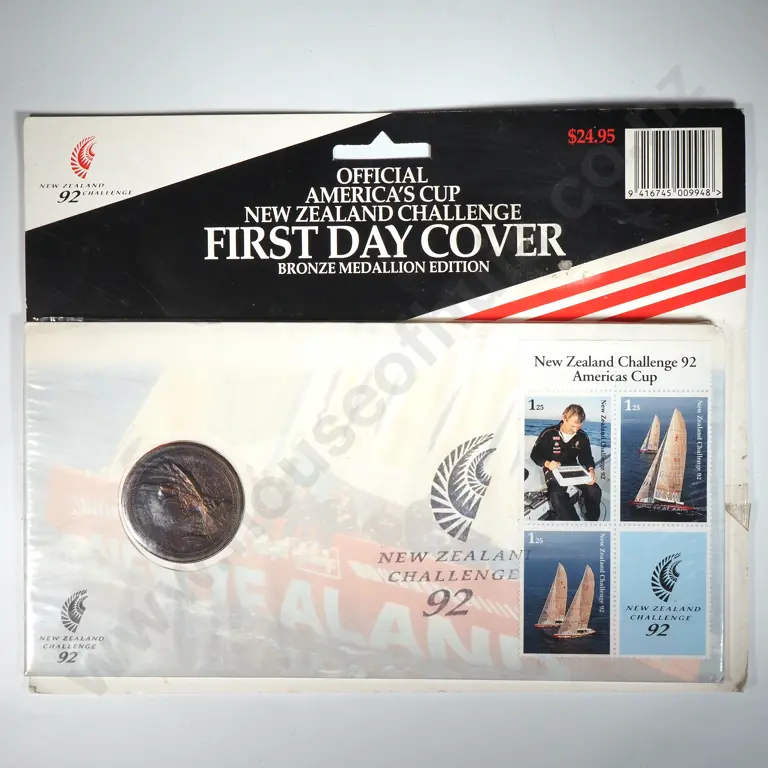 NEW ZEALAND
92 CHALLENGE
$24.95
9 416745 009948 >
OFFICIAL
AMERICA'S CUP
NEW ZEALAND CHALLENGE
FIRST DAY COVER
BRONZE MEDALLION EDITION
New Zealand Challenge 92
Americas Cup
1.25
New Zealand Challenge 92
1.25
New Zealand Challenge 92
1.25
New Zealand Challenge 92
NEW ZEALAND
CHALLENGE
92
NEW ZEALAND
CHALLENGE
92
NEW ZEALAND
CHALLENGE
92
ZEALAND